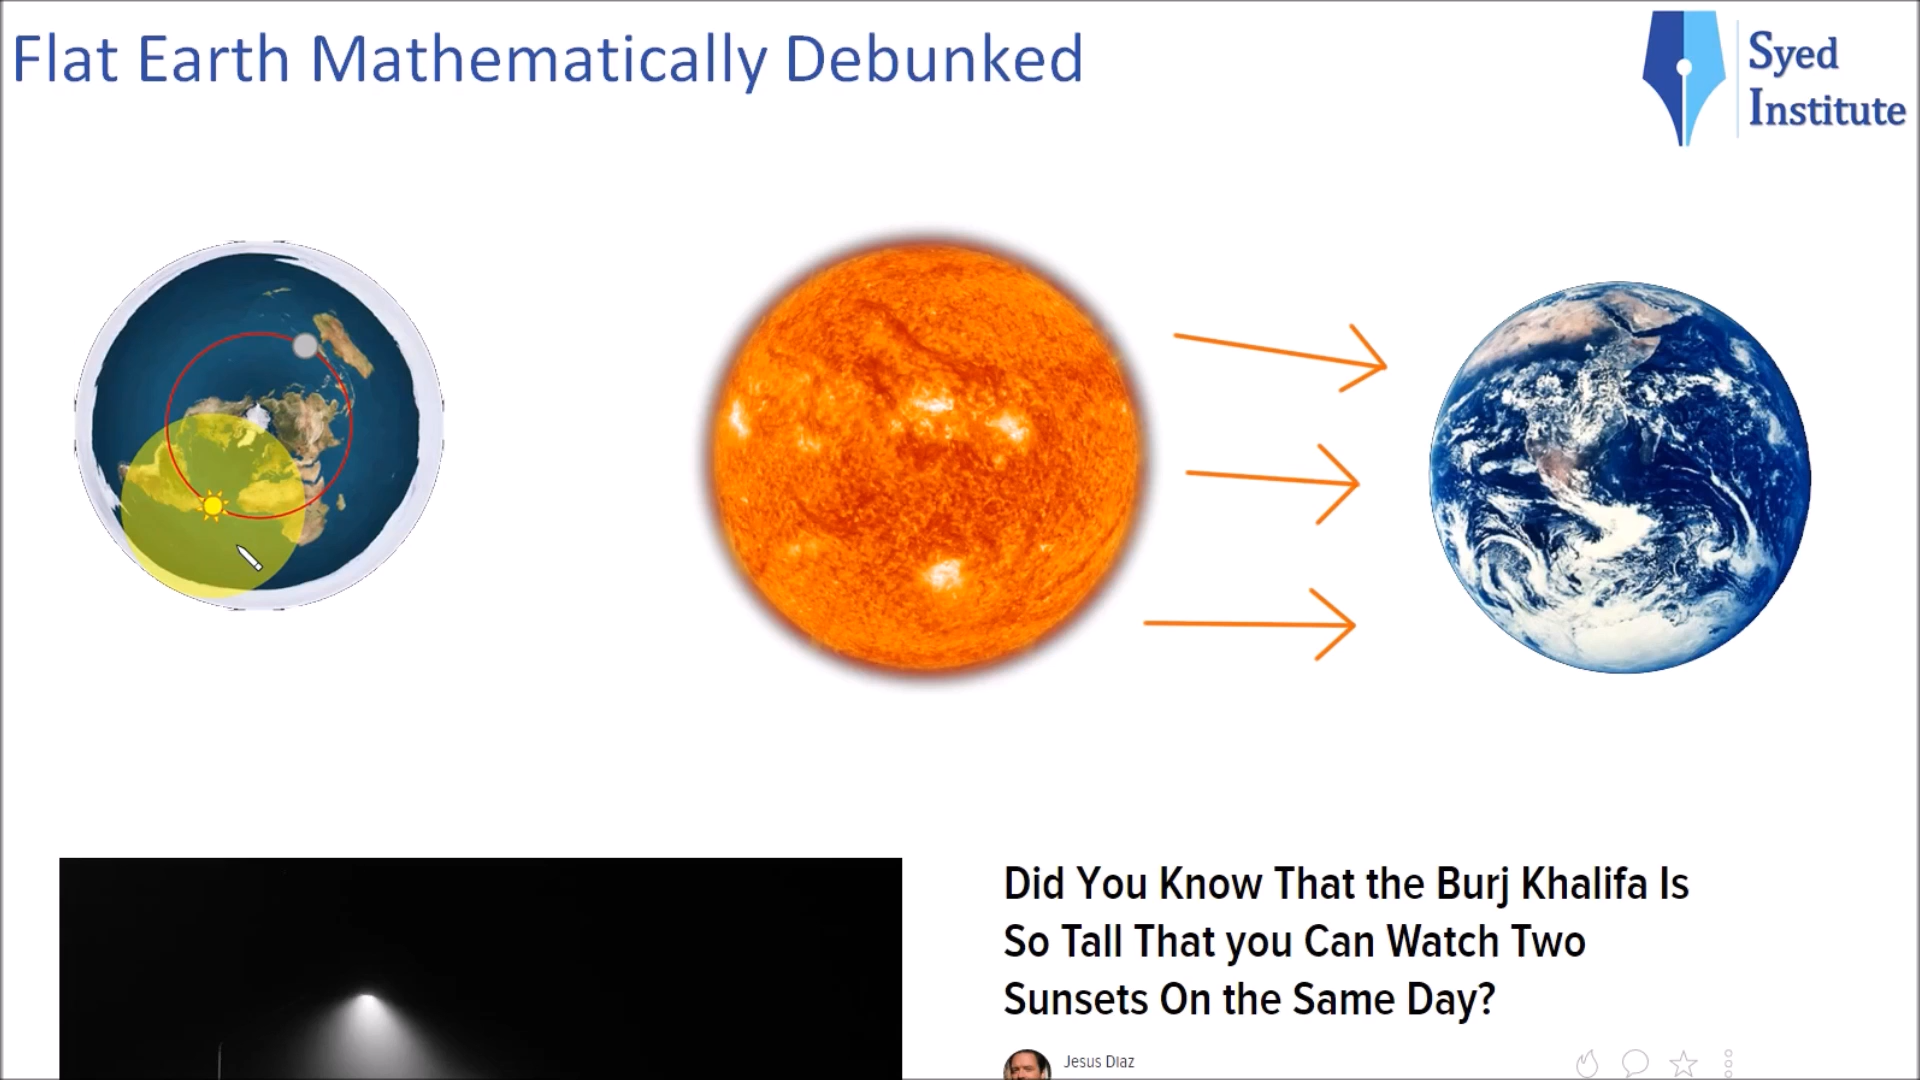 Flat Earth Mathematically Debunked
Syed
Institute
Did You Know That the Burj Khalifa Is
So Tall That you Can Watch Two
Sunsets On the Same Day?
Jesus Diaz